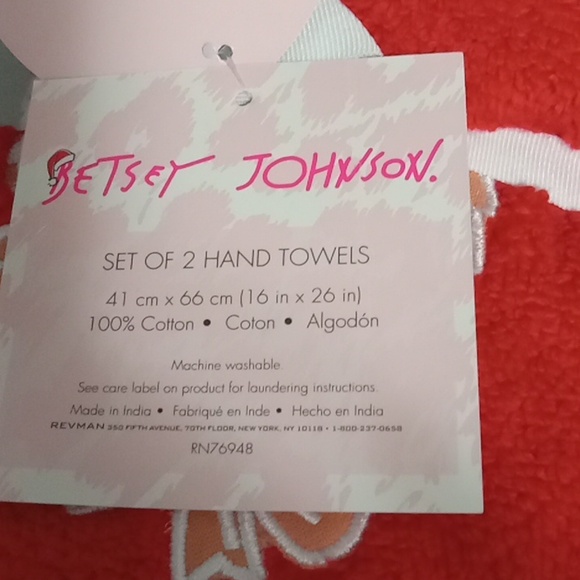 BETSEY JOHNSON.
SET OF 2 HAND TOWELS
41 cm x 66 cm (16 in x 26 in)
100% Cotton • Coton • Algodón
Machine washable.
See care label on product for laundering instructions.
Made in India • Fabriqué en Inde • Hecho en India
REVMAN 350 FIFTH AVENUE, 70TH FLOOR, NEW YORK, NY 10118 • 1-800-237-0658
RN76948